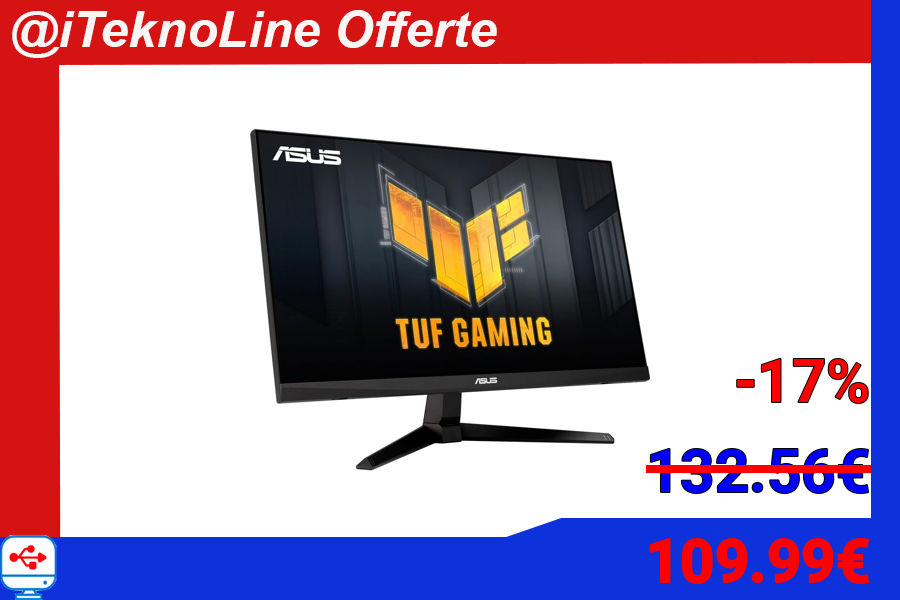 @iTeknoLine Offerte
ASUS
TUF GAMING
ASUS
-17%
132.56€
109.99€